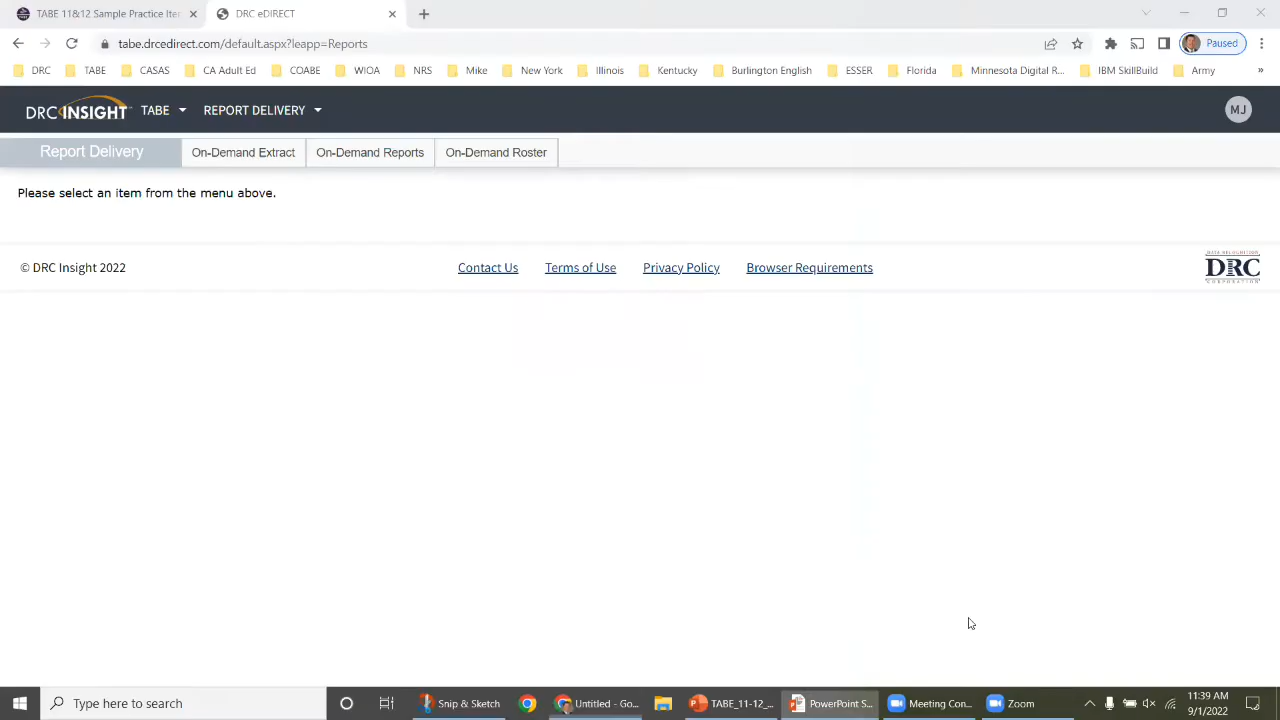 TABE 11&12 Sample Practice Iter
DRC eDIRECT
tabe.drcedirect.com/default.aspx?leapp=Reports
Paused
DRC TABE CASAS CA Adult Ed COABE WIOA NRS Mike New York Illinois Kentucky Burlington English ESSER Florida Minnesota Digital R... IBM SkillBuild Army »
DRC INSIGHT TABE REPORT DELIVERY MJ
Report Delivery On-Demand Extract On-Demand Reports On-Demand Roster
Please select an item from the menu above.
© DRC Insight 2022 Contact Us Terms of Use Privacy Policy Browser Requirements
DATA RECOGNITION
DRC
CORPORATION
Type here to search
Snip & Sketch
Untitled - Go...
TABE_11-12_...
PowerPoint S...
Meeting Con...
Zoom
11:39 AM
9/1/2022